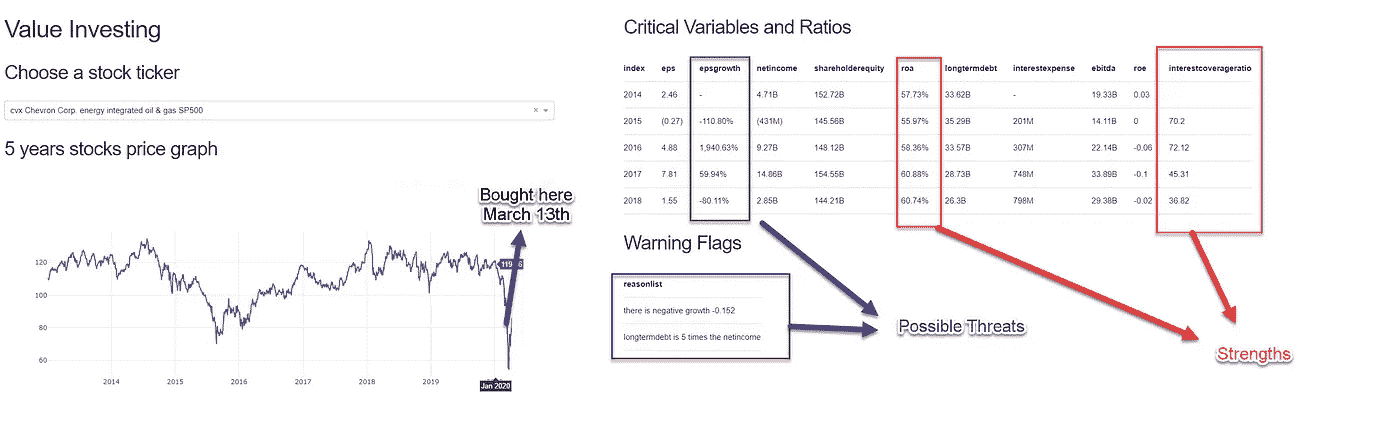 Value Investing
Choose a stock ticker
cvx Chevron Corp. energy integrated oil & gas SP500
5 years stocks price graph
Bought here
March 13th
120
100
80
60
2014 2015 2016 2017 2018 2019
Jan 2020
Critical Variables and Ratios
index eps epsgrowth netincome shareholderequity roa longtermdebt interestexpense ebitda roe interestcoverageratio
2014 2.46 - 4.71B 152.72B 57.73% 33.62B - 19.33B 0.03
2015 (0.27) -110.80% (431M) 145.56B 55.97% 35.29B 201M 14.11B 0 70.2
2016 4.88 1,940.63% 9.27B 148.12B 58.36% 33.57B 307M 22.14B -0.06 72.12
2017 7.81 59.94% 14.86B 154.55B 60.88% 28.73B 748M 33.89B -0.1 45.31
2018 1.55 -80.11% 2.85B 144.21B 60.74% 26.3B 798M 29.38B -0.02 36.82
Warning Flags
reasonlist
there is negative growth -0.152
longtermdebt is 5 times the netincome
Possible Threats
Strengths